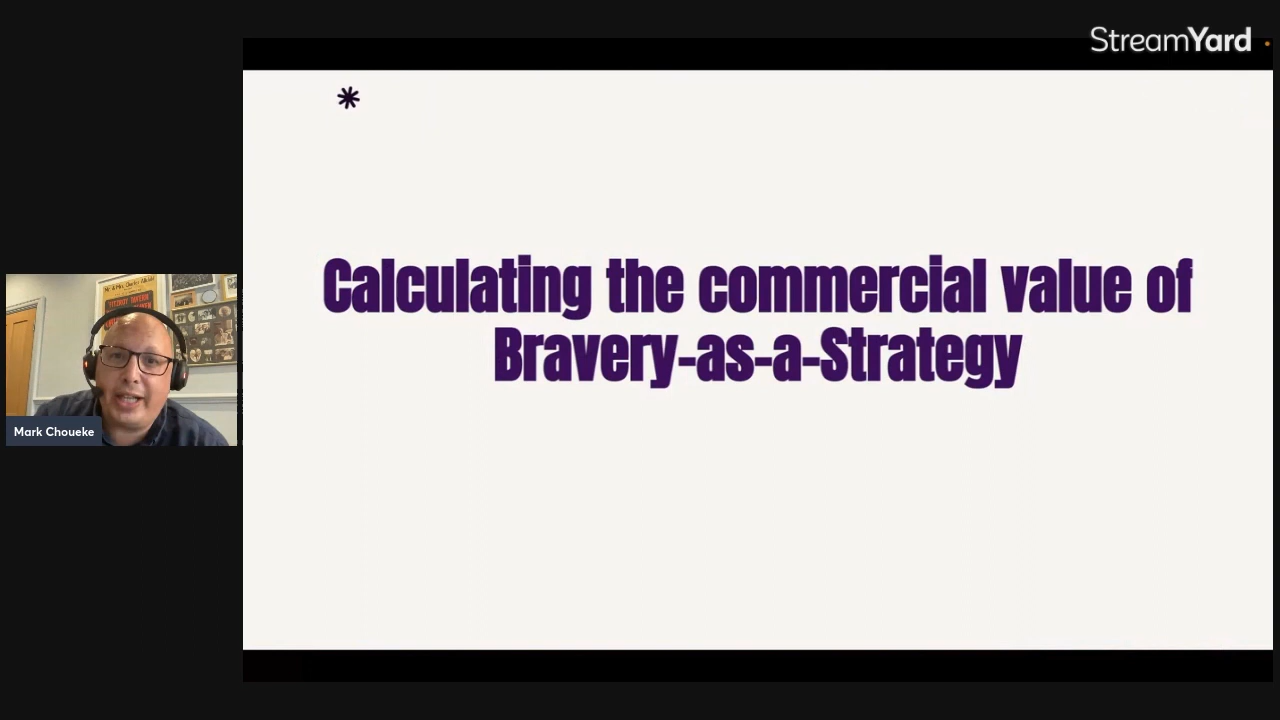 StreamYard
Calculating the commercial value of
Bravery-as-a-Strategy
Mark Choueke